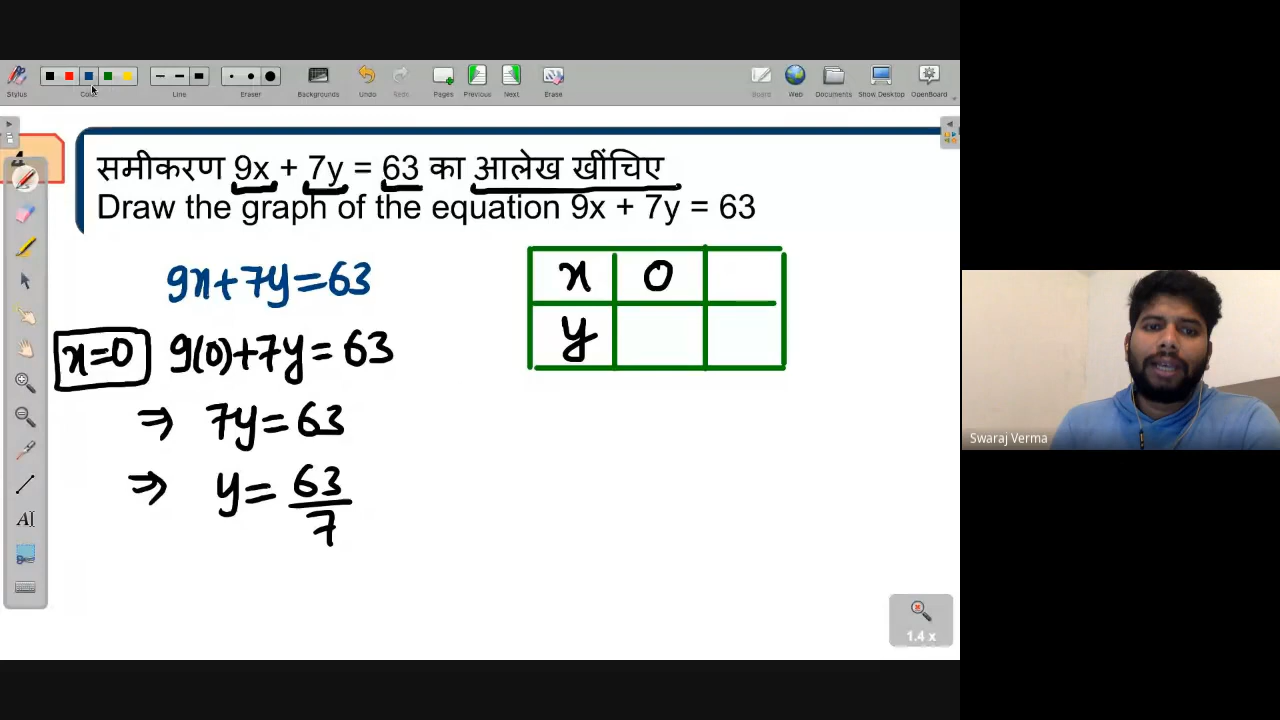 Stylus
Color
Line
Eraser
Backgrounds
Undo
Redo
Pages
Previous
Next
Erase
Board
Web
Documents
Show Desktop
OpenBoard
समीकरण 9x + 7y = 63 का आलेख खींचिए
Draw the graph of the equation 9x + 7y = 63
9x+7y=63
x=0 9(0)+7y=63
⇒ 7y=63
⇒ y=63/7
x 0
y
AI
1.4 x
Swaraj Verma